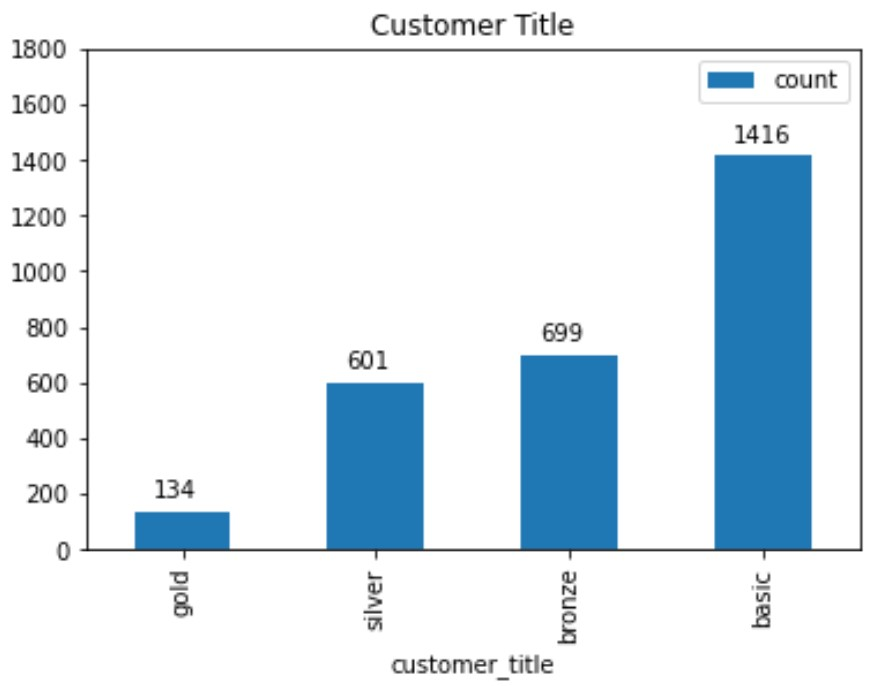 Customer Title
1800
1600
1400
1200
1000
800
600
400
200
0
count
134
601
699
1416
gold
silver
bronze
basic
customer_title